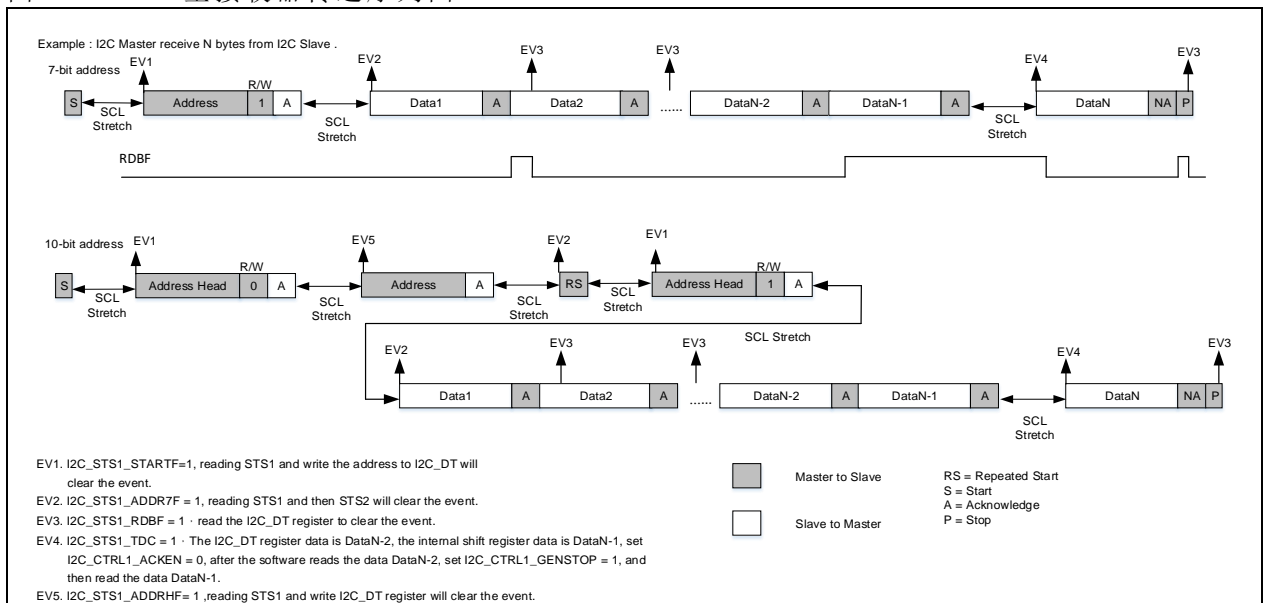 Example : I2C Master receive N bytes from I2C Slave .
7-bit address
EV1 EV2 EV3 EV3 EV4 EV3
R/W
S Address 1 A Data1 A Data2 A ...... DataN-2 A DataN-1 A DataN NA P
SCL Stretch SCL Stretch SCL Stretch
RDBF
10-bit address
EV1 EV5 EV2 EV1
R/W R/W
S Address Head 0 A Address A RS Address Head 1 A
SCL Stretch SCL Stretch SCL Stretch SCL Stretch
SCL Stretch
EV2 EV3 EV3 EV4 EV3
Data1 A Data2 A ...... DataN-2 A DataN-1 A DataN NA P
SCL Stretch
EV1. I2C_STS1_STARTF=1, reading STS1 and write the address to I2C_DT will
clear the event.
EV2. I2C_STS1_ADDR7F = 1, reading STS1 and then STS2 will clear the event.
EV3. I2C_STS1_RDBF = 1 · read the I2C_DT register to clear the event.
EV4. I2C_STS1_TDC = 1 · The I2C_DT register data is DataN-2, the internal shift register data is DataN-1, set
I2C_CTRL1_ACKEN = 0, after the software reads the data DataN-2, set I2C_CTRL1_GENSTOP = 1, and
then read the data DataN-1.
EV5. I2C_STS1_ADDRHF= 1 ,reading STS1 and write I2C_DT register will clear the event.
Master to Slave
Slave to Master
RS = Repeated Start
S = Start
A = Acknowledge
P = Stop